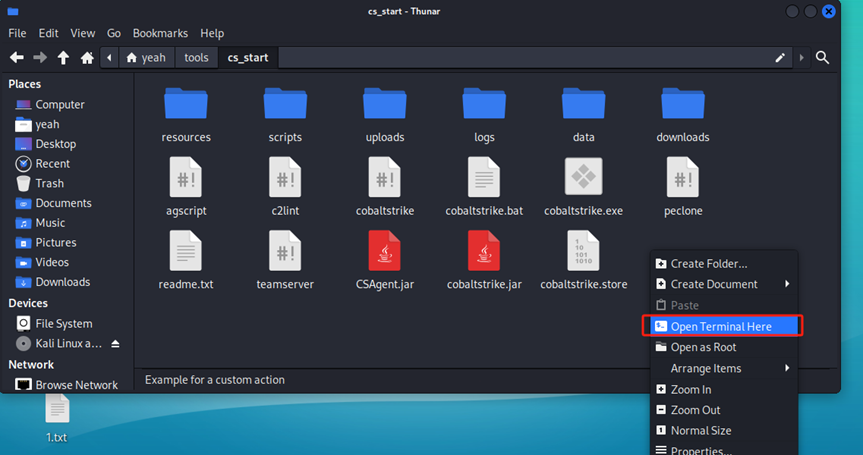 cs_start - Thunar
File Edit View Go Bookmarks Help
yeah tools cs_start
Places
Computer
yeah
Desktop
Recent
Trash
Documents
Music
Pictures
Videos
Downloads
Devices
File System
Kali Linux a...
Network
Browse Network
resources scripts uploads logs data downloads
agscript c2lint cobaltstrike cobaltstrike.bat cobaltstrike.exe peclone
readme.txt teamserver CSAgent.jar cobaltstrike.jar cobaltstrike.store
Example for a custom action
Create Folder...
Create Document
Paste
Open Terminal Here
Open as Root
Arrange Items
Zoom In
Zoom Out
Normal Size
Properties...
1.txt